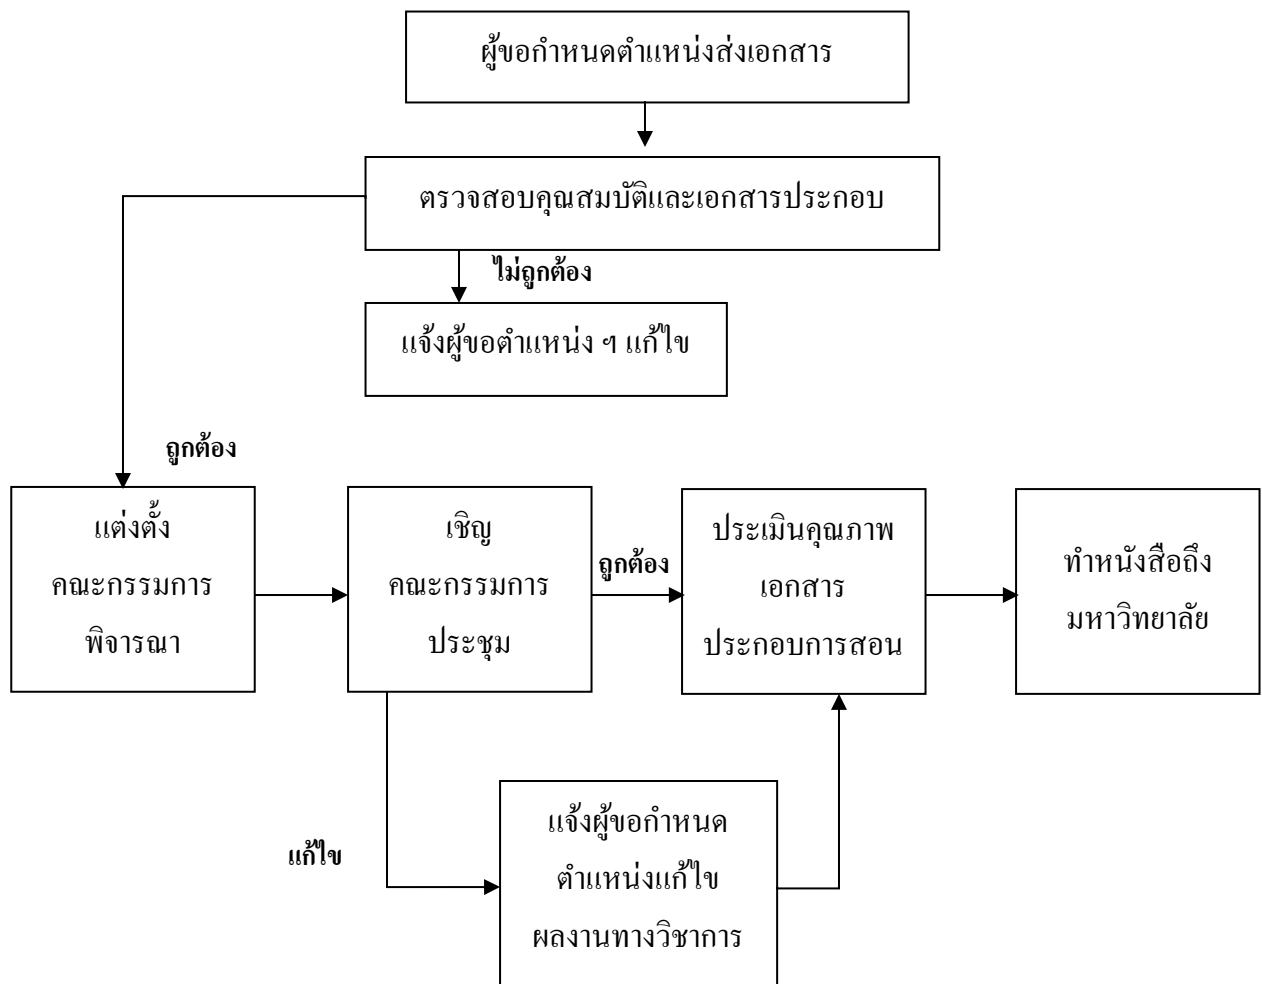 ผู้ขอกำหนดตำแหน่งส่งเอกสาร
ตรวจสอบคุณสมบัติและเอกสารประกอบ
ไม่ถูกต้อง
แจ้งผู้ขอตำแหน่ง ฯ แก้ไข
ถูกต้อง
แต่งตั้ง
คณะกรรมการ
พิจารณา
เชิญ
คณะกรรมการ
ประชุม
ถูกต้อง
ประเมินคุณภาพ
เอกสาร
ประกอบการสอน
ทำหนังสือถึง
มหาวิทยาลัย
แก้ไข
แจ้งผู้ขอกำหนด
ตำแหน่งแก้ไข
ผลงานทางวิชาการ